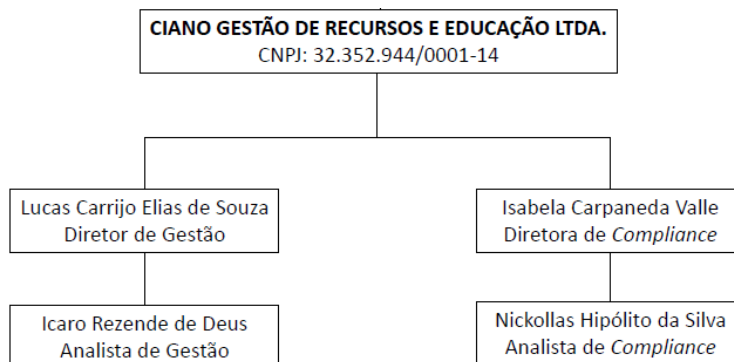 CIANO GESTÃO DE RECURSOS E EDUCAÇÃO LTDA.
CNPJ: 32.352.944/0001-14
Lucas Carrijo Elias de Souza
Diretor de Gestão
Isabela Carpaneda Valle
Diretora de Compliance
Icaro Rezende de Deus
Analista de Gestão
Nickollas Hipólito da Silva
Analista de Compliance